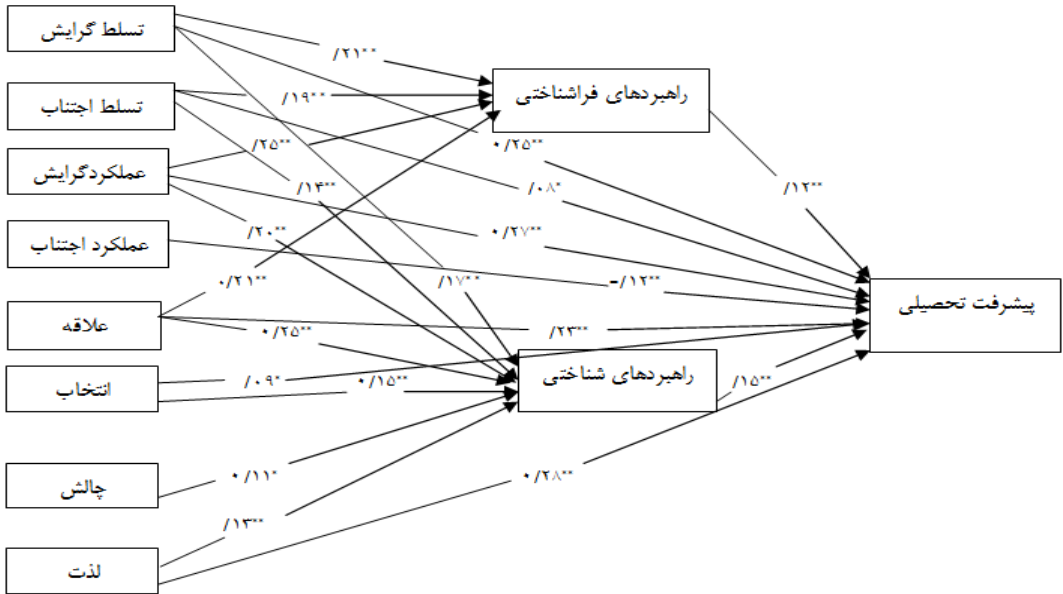 تسلط گرایش
/۲۱**
راهبردهای فراشناختی
تسلط اجتناب
/۱۹**
۰/۲۵**
عملکردگرایش
/۲۵**
/۱۴**
/۰۸*
/۱۲**
عملکرد اجتناب
/۲۰**
۰/۲۷**
۰/۲۱**
/۱۷**
-/۱۲**
پیشرفت تحصیلی
علاقه
۰/۲۵**
/۲۳**
راهبردهای شناختی
انتخاب
/۰۹*
۰/۱۵**
/۱۵**
چالش
۰/۱۱*
۰/۲۸**
/۱۳**
لذت